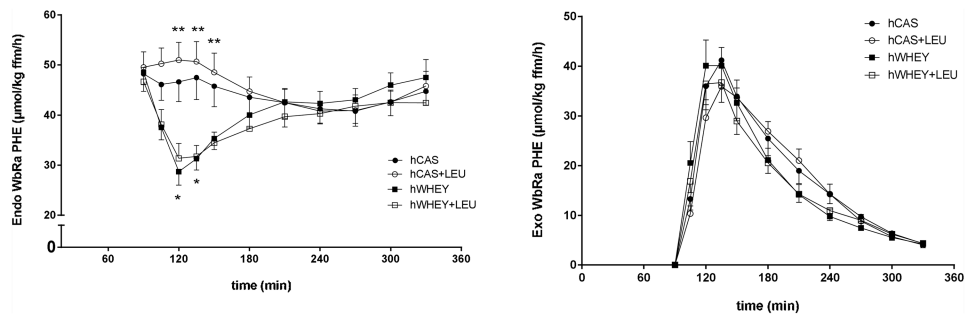 Endo WbRa PHE (µmol/kg ffm/h)
60
50
40
30
20
0
** ** **
* *
hCAS
hCAS+LEU
hWHEY
hWHEY+LEU
60 120 180 240 300 360
time (min)
Exo WbRa PHE (µmol/kg ffm/h)
50
40
30
20
10
0
hCAS
hCAS+LEU
hWHEY
hWHEY+LEU
0 60 120 180 240 300 360
time (min)